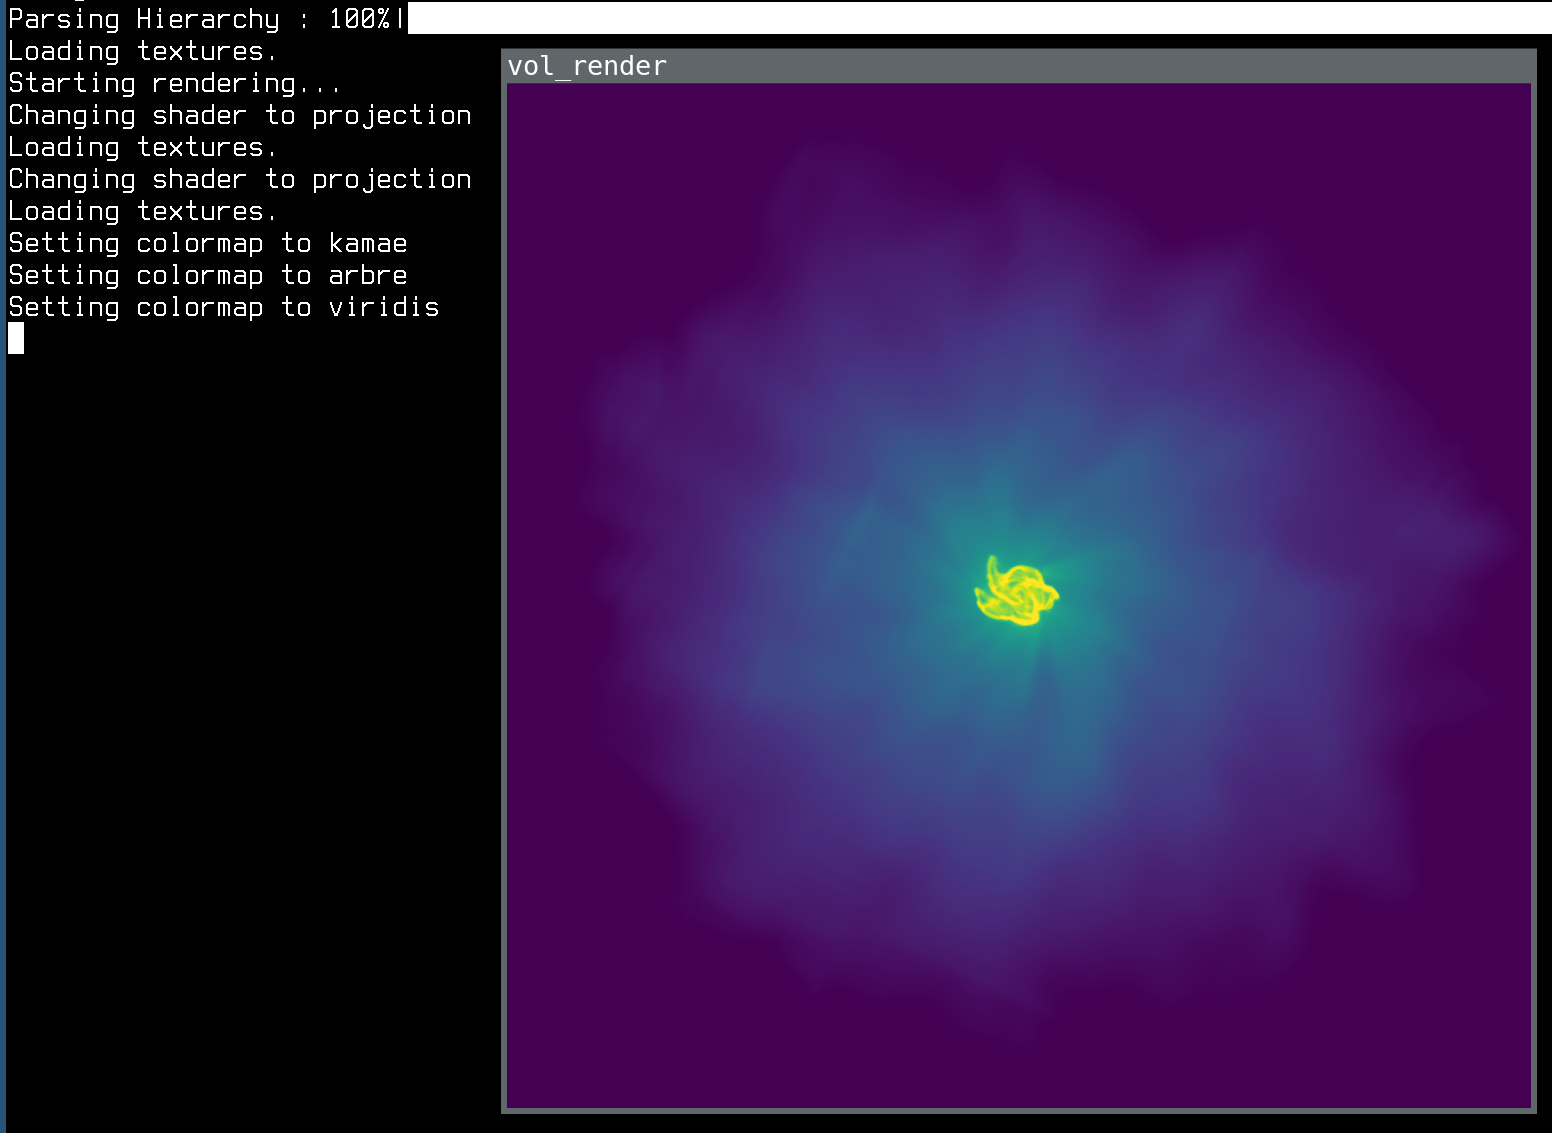 Parsing Hierarchy : 100%|
Loading textures.
Starting rendering...
Changing shader to projection
Loading textures.
Changing shader to projection
Loading textures.
Setting colormap to kamae
Setting colormap to arbre
Setting colormap to viridis
vol_render